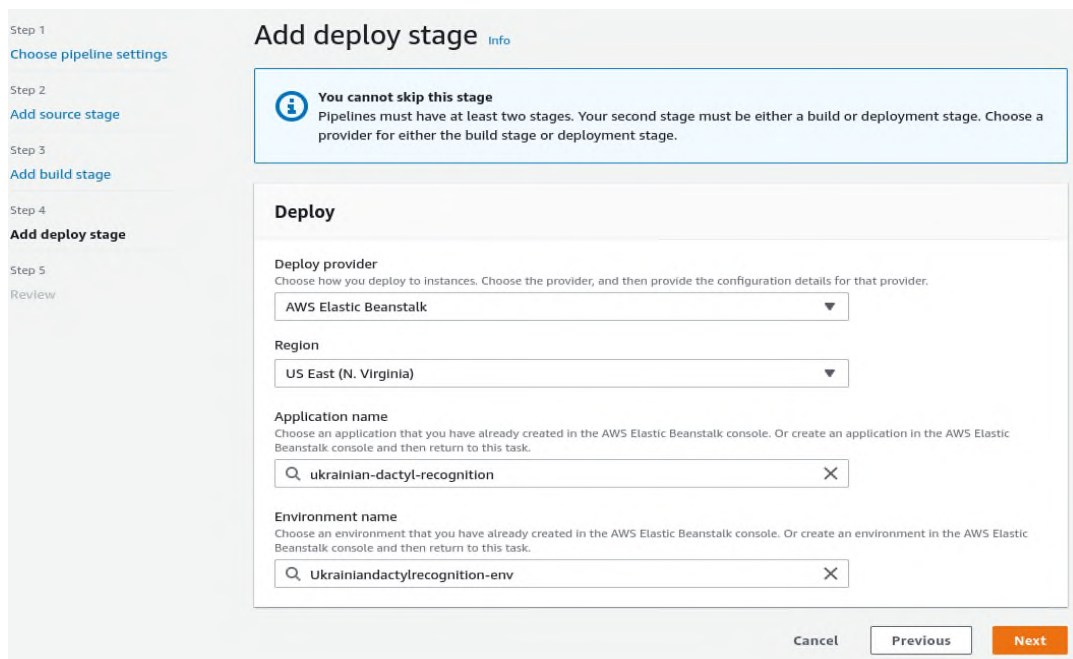 Step 1
Choose pipeline settings
Step 2
Add source stage
Step 3
Add build stage
Step 4
Add deploy stage
Step 5
Review
Add deploy stage Info
You cannot skip this stage
Pipelines must have at least two stages. Your second stage must be either a build or deployment stage. Choose a
provider for either the build stage or deployment stage.
Deploy
Deploy provider
Choose how you deploy to instances. Choose the provider, and then provide the configuration details for that provider.
AWS Elastic Beanstalk
Region
US East (N. Virginia)
Application name
Choose an application that you have already created in the AWS Elastic Beanstalk console. Or create an application in the AWS Elastic
Beanstalk console and then return to this task.
ukrainian-dactyl-recognition
Environment name
Choose an environment that you have already created in the AWS Elastic Beanstalk console. Or create an environment in the AWS Elastic
Beanstalk console and then return to this task.
Ukrainiandactylrecognition-env
Cancel
Previous
Next